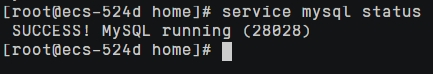 [root@ecs-524d home]# service mysql status
 SUCCESS! MySQL running (28028)
[root@ecs-524d home]#